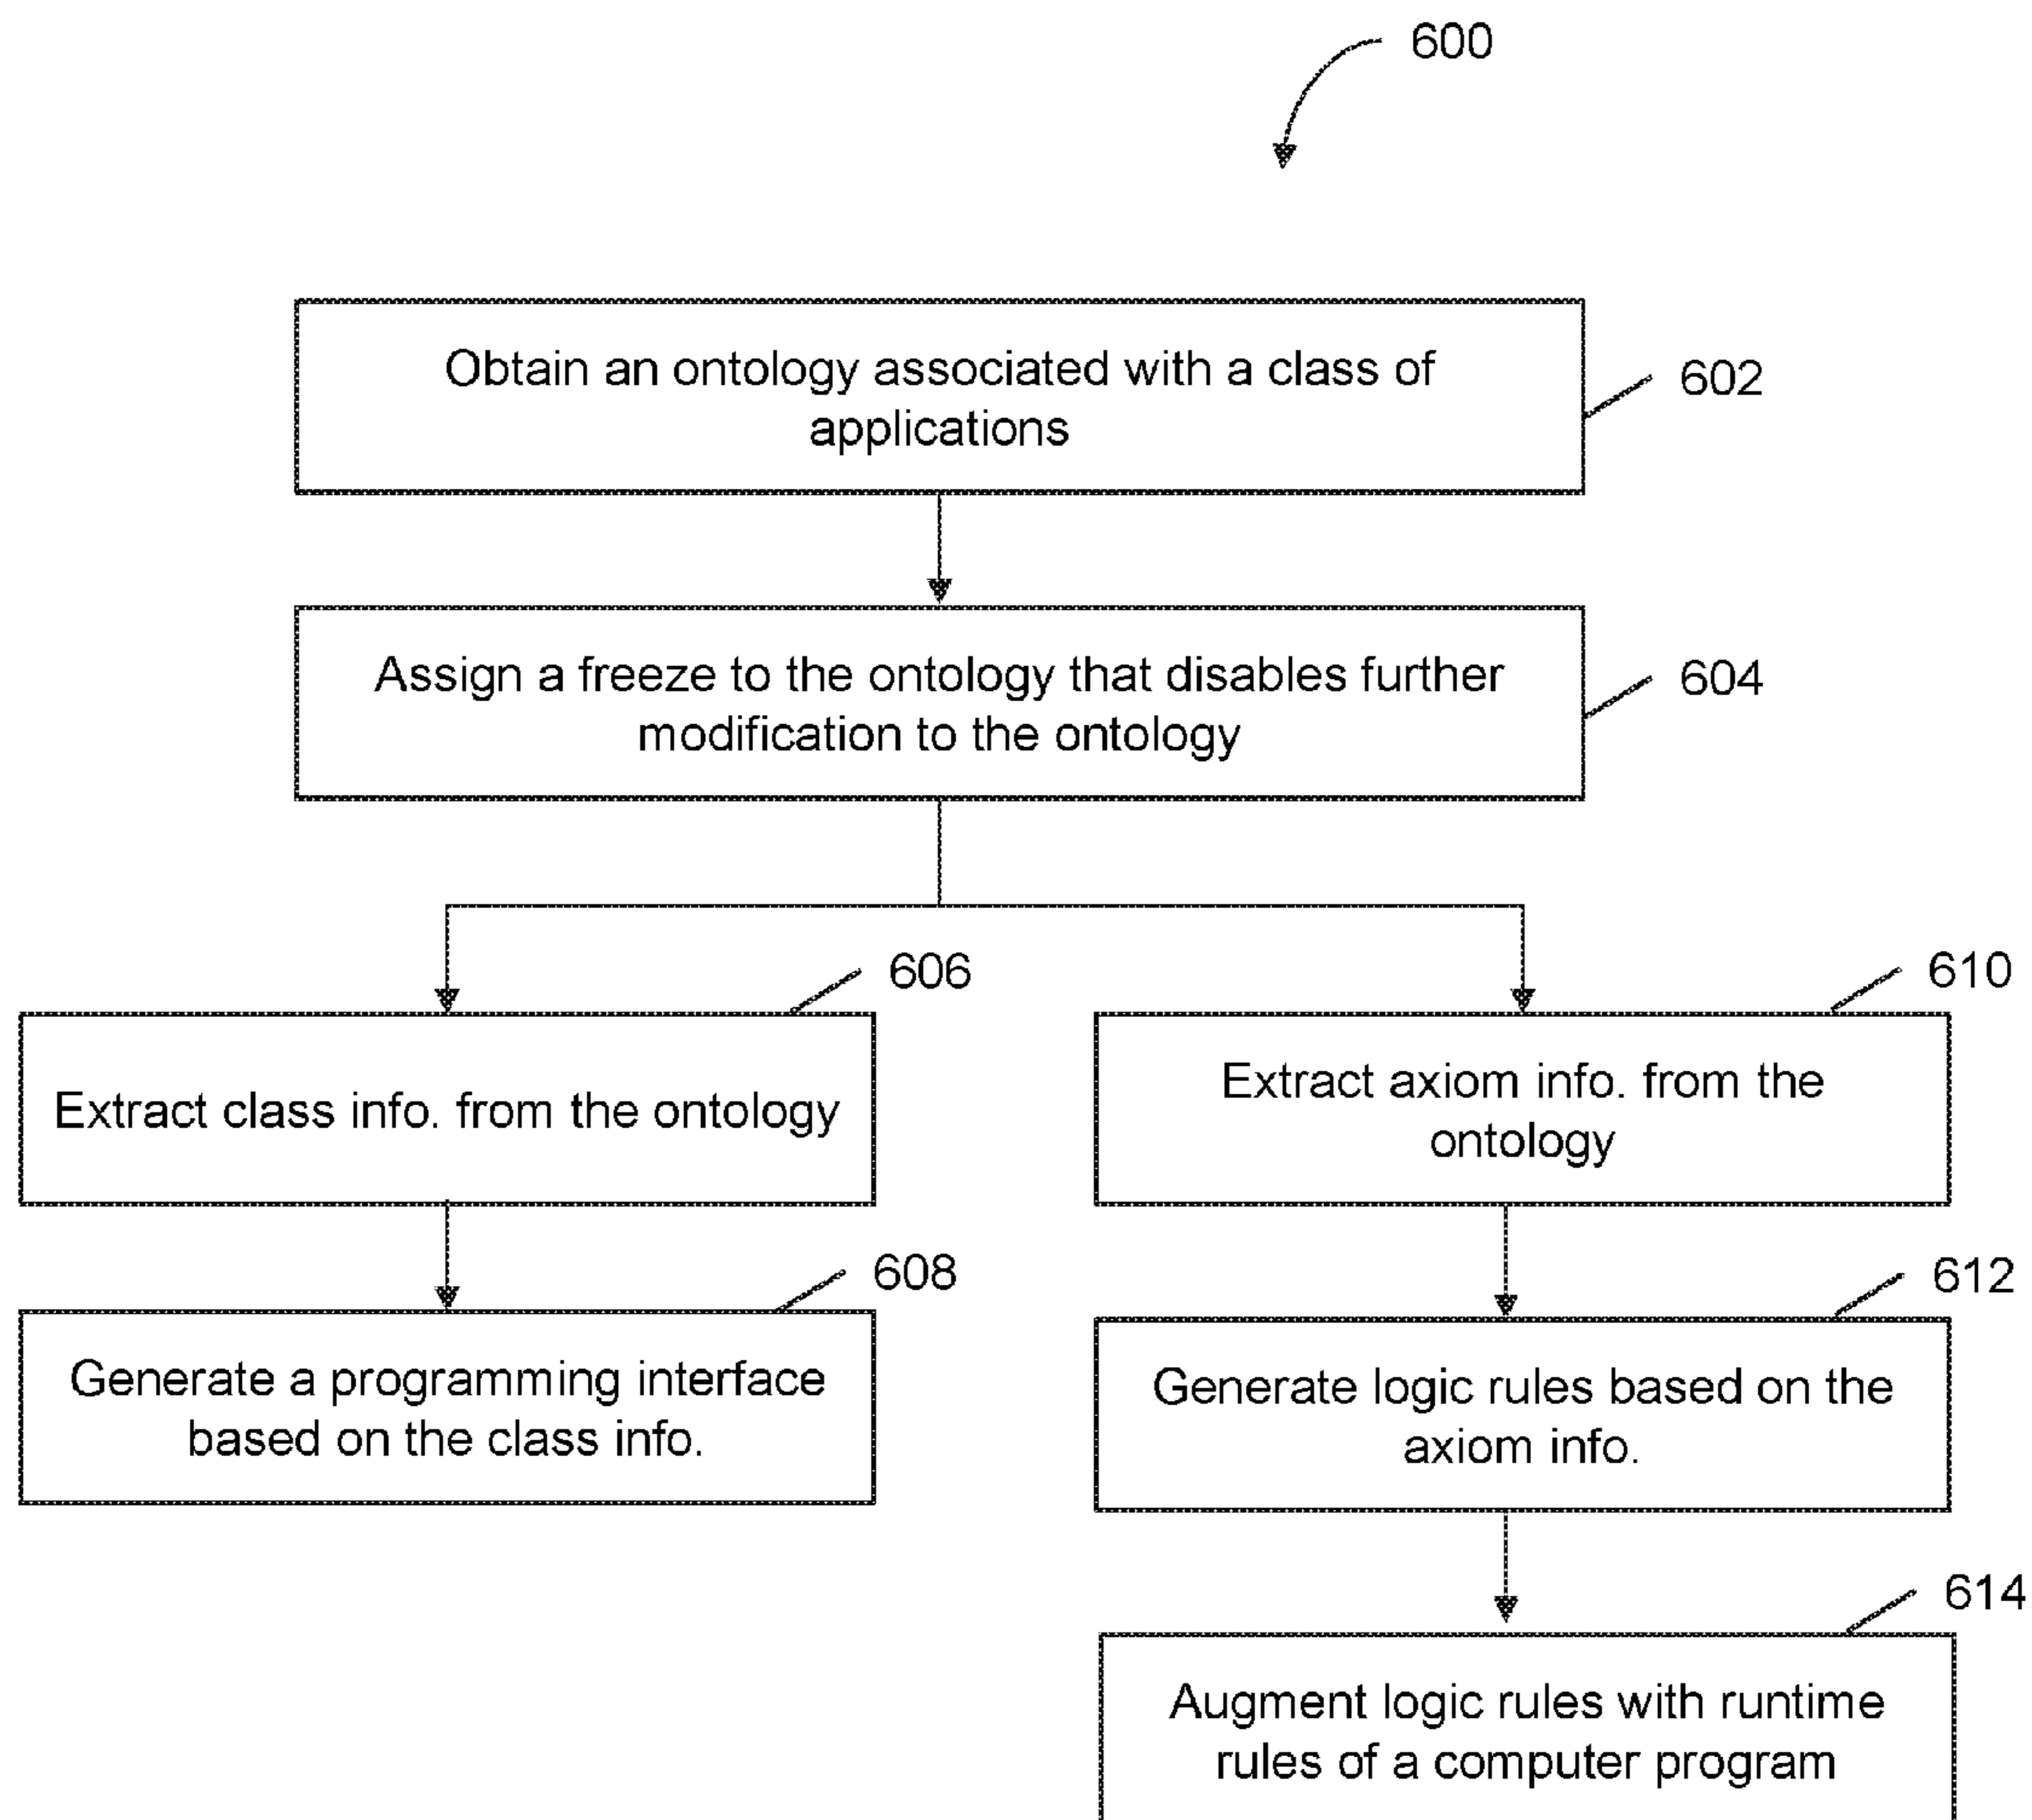 600
Obtain an ontology associated with a class of
applications
602
Assign a freeze to the ontology that disables further
modification to the ontology
604
606
610
Extract class info. from the ontology
Extract axiom info. from the
ontology
608
612
Generate a programming interface
based on the class info.
Generate logic rules based on the
axiom info.
614
Augment logic rules with runtime
rules of a computer program